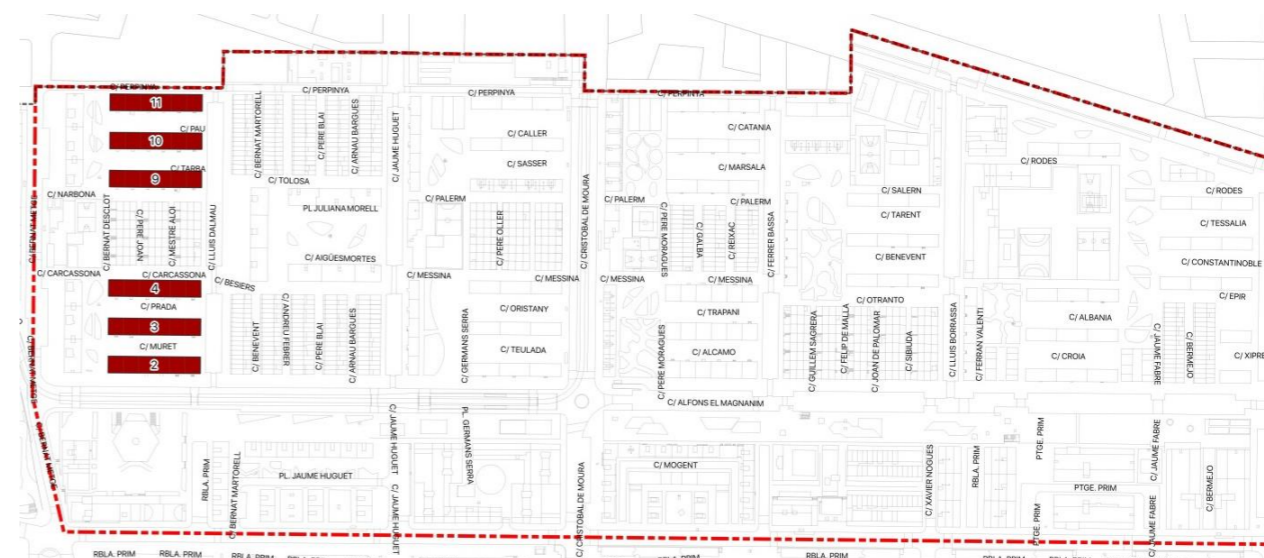 C/ PERPINYA
C/ PERPINYA
C/ PERPINYA
C/ PERPINYA
11
C/ PAU
10
C/ TARBA
9
C/ NARBONA
C/ BERNAT DESCLOT
C/ PERE JOAN
C/ MESTRE ALOI
C/ LLUIS DALMAU
C/ CARCASSONA
C/ CARCASSONA
C/ BESIERS
4
C/ PRADA
3
C/ MURET
2
C/ BERNAT MARTORELL
C/ PERE BLAI
C/ ARNAU BARGUES
C/ JAUME HUGUET
C/ TOLOSA
PL JULIANA MORELL
C/ AIGÜESMORTES
C/ BENEVENT
C/ ANDREU FEBRER
C/ PERE BLAI
C/ ARNAU BARGUES
C/ CALLER
C/ SASSER
C/ PALERM
C/ PERE OLLER
C/ MESSINA
C/ MESSINA
C/ ORISTANY
C/ TEULADA
C/ GERMANS SERRA
C/ CRISTOBAL DE MOURA
C/ CATANIA
C/ MARSALA
C/ PALERM
C/ PALERM
C/ PERE MORAGUES
C/ GALBA
C/ REIXAC
C/ FERRER BASSA
C/ MESSINA
C/ MESSINA
C/ TRAPANI
C/ ALCAMO
C/ PERE MORAGUES
C/ ALFONS EL MAGNANIM
C/ SALERN
C/ TARENT
C/ BENEVENT
C/ OTRANTO
C/ GUILLEM SAGRERA
C/ FELIP DE MALLA
C/ JOAN DE PALOMAR
C/ SIBIUDA
C/ LLUIS BORRASSA
C/ FERRAN VALENTI
C/ RODES
C/ RODES
C/ TESSALIA
C/ CONSTANTINOBLE
C/ EPIR
C/ ALBANIA
C/ CROIA
C/ JAUME FABRE
C/ BERMEJO
C/ XIPRE
RBLA. PRIM
C/ BERNAT MARTORELL
PL. JAUME HUGUET
C/ JAUME HUGUET
C/ JAUME HUGUET
PL. GERMANS SERRA
C/ CRISTOBAL DE MOURA
C/ MOGENT
C/ XAVIER NOGUES
RBLA. PRIM
PTGE. PRIM
PTGE. PRIM
PTGE. PRIM
C/ JAUME FABRE
C/ JAUME FABRE
C/ BERMEJO
RBLA. PRIM
RBLA. PRIM
RBLA. PRIM